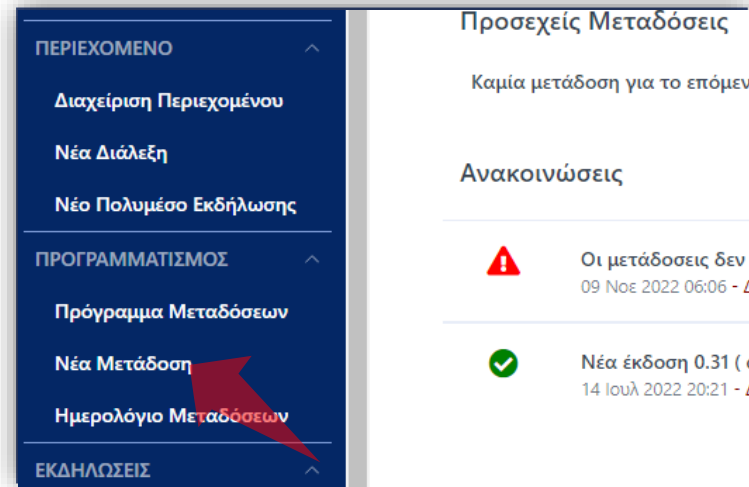 ΠΕΡΙΕΧΟΜΕΝΟ
Διαχείριση Περιεχομένου
Νέα Διάλεξη
Νέο Πολυμέσο Εκδήλωσης
ΠΡΟΓΡΑΜΜΑΤΙΣΜΟΣ
Πρόγραμμα Μεταδόσεων
Νέα Μετάδοση
Ημερολόγιο Μεταδόσεων
ΕΚΔΗΛΩΣΕΙΣ
Προσεχείς Μεταδόσεις
Καμία μετάδοση για το
Ανακοινώσεις
Οι μετάδοσεις δεν
09 Νοε 2022 06:06 -
Νέα έκδοση 0.31 (
14 Ιουλ 2022 20:21 -